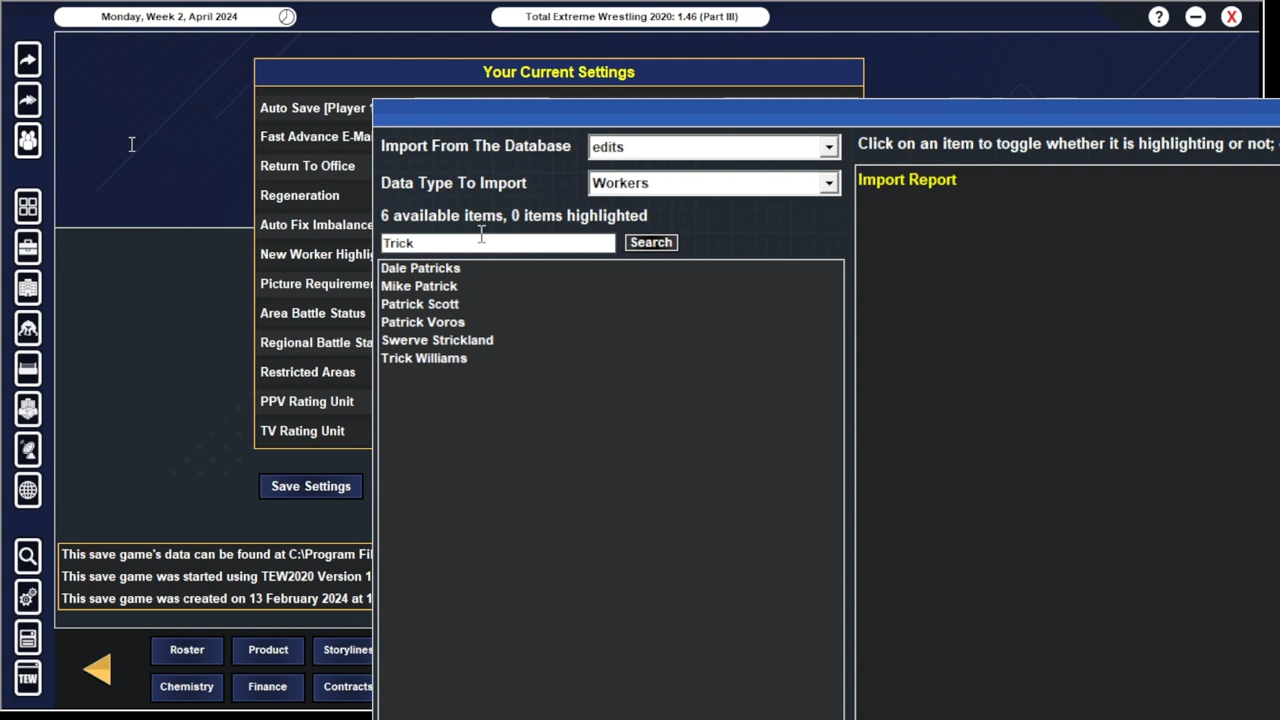 Monday, Week 2, April 2024
Total Extreme Wrestling 2020: 1.46 (Part III)
? X
Your Current Settings
Auto Save [Player
Fast Advance E-Ma
Return To Office
Regeneration
Auto Fix Imbalance
New Worker Highli
Picture Requireme
Area Battle Status
Regional Battle Sta
Restricted Areas
PPV Rating Unit
TV Rating Unit
Save Settings
This save game's data can be found at C:\Program Fil
This save game was started using TEW2020 Version 1
This save game was created on 13 February 2024 at 1
Import From The Database edits
Data Type To Import Workers
6 available items, 0 items highlighted
Trick Search
Dale Patricks
Mike Patrick
Patrick Scott
Patrick Voros
Swerve Strickland
Trick Williams
Click on an item to toggle whether it is highlighting or not;
Import Report
Roster Product Storylines
Chemistry Finance Contracts
TEW